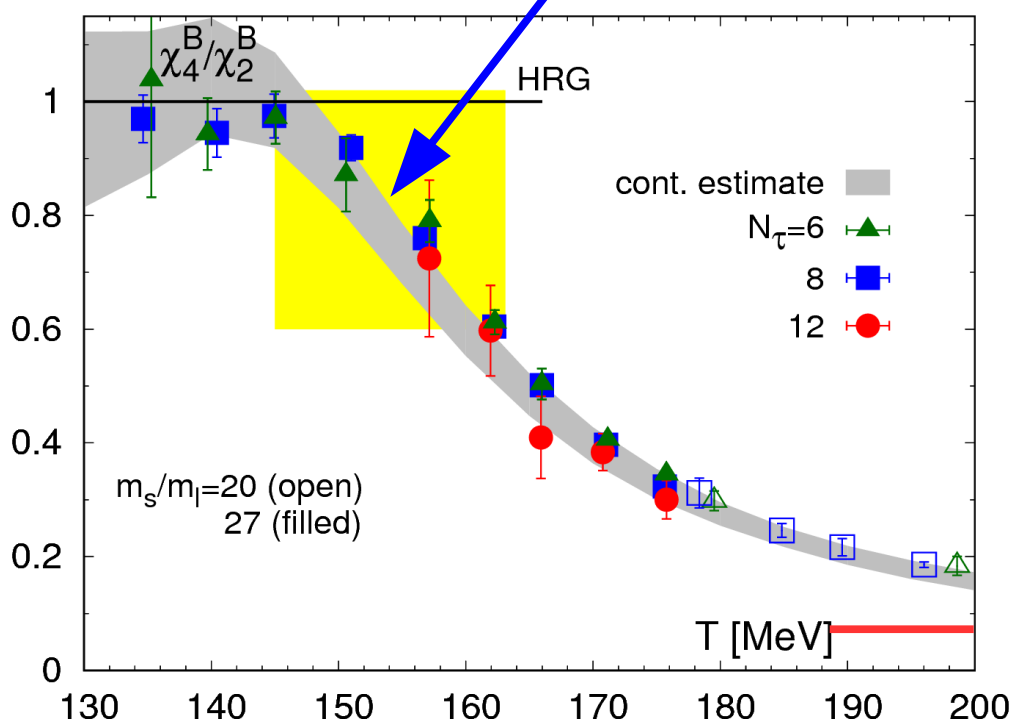 χ₄ᴮ/χ₂ᴮ
HRG
cont. estimate
Nτ=6
8
12
mₛ/mₗ=20 (open)
27 (filled)
T [MeV]
1
0.8
0.6
0.4
0.2
0
130 140 150 160 170 180 190 200